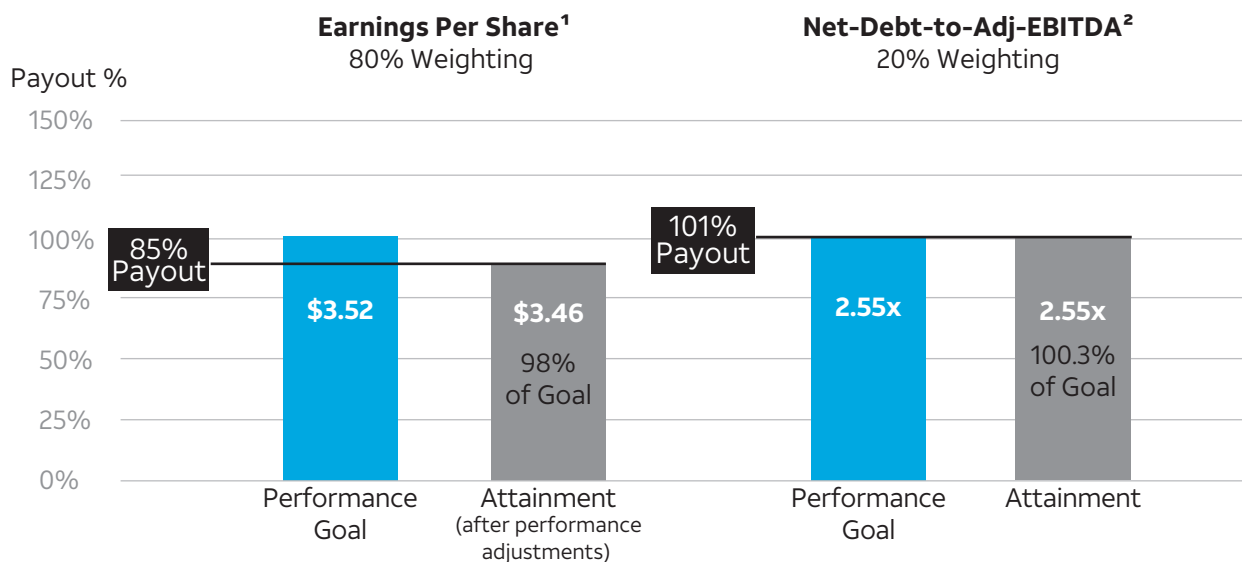 Earnings Per Share¹
80% Weighting
Net-Debt-to-Adj-EBITDA²
20% Weighting
Payout %
150%
125%
100%
75%
50%
25%
0%
85%
Payout
$3.52
$3.46
98%
of Goal
101%
Payout
2.55x
2.55x
100.3%
of Goal
Performance
Goal
Attainment
(after performance
adjustments)
Performance
Goal
Attainment